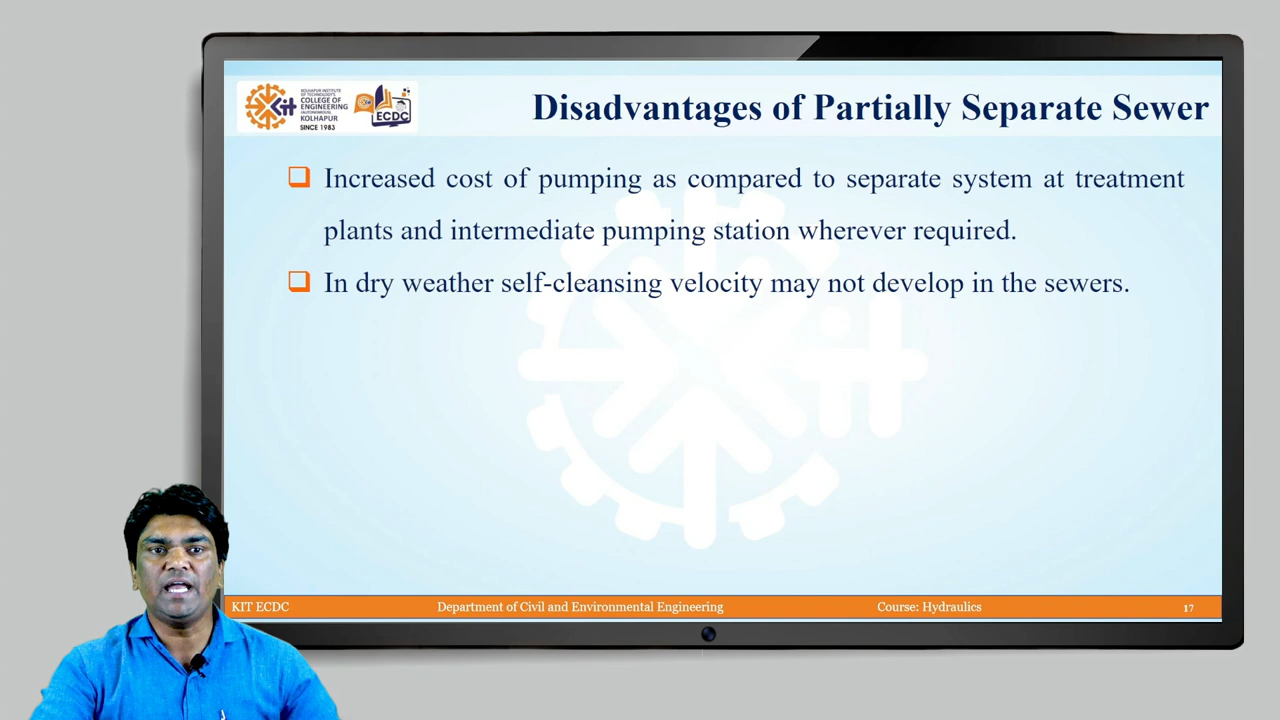 KOLHAPUR INSTITUTE
OF TECHNOLOGY'S
COLLEGE OF
ENGINEERING
(AUTONOMOUS)
KOLHAPUR
SINCE 1983
Kit
ECDC
Disadvantages of Partially Separate Sewer
Increased cost of pumping as compared to separate system at treatment
plants and intermediate pumping station wherever required.
In dry weather self-cleansing velocity may not develop in the sewers.
KIT ECDC
Department of Civil and Environmental Engineering
Course: Hydraulics
17